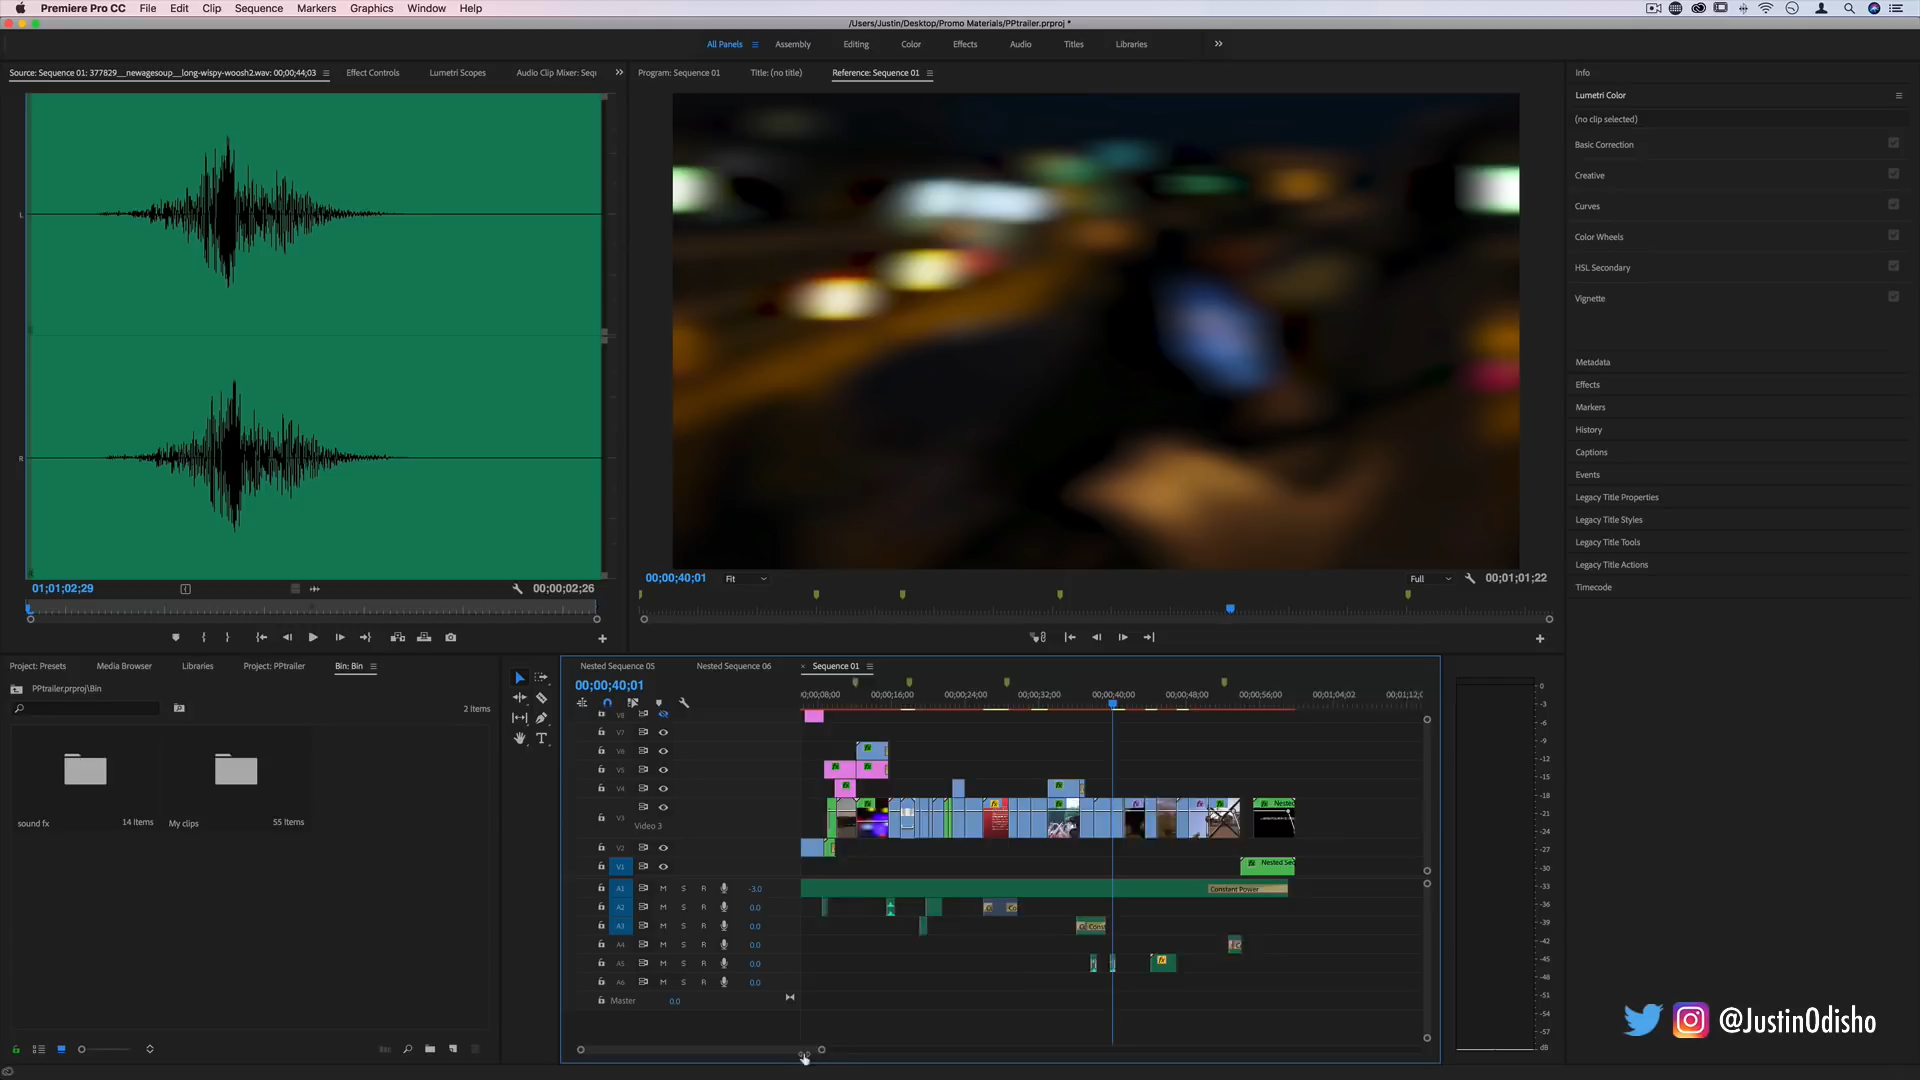 Premiere Pro CC File Edit Clip Sequence Markers Graphics Window Help
/Users/Justin/Desktop/Promo Materials/PPtrailer.prproj *
All Panels Assembly Editing Color Effects Audio Titles Libraries
Source: Sequence 01: 377829__newagesoup__long-wispy-woosh2.wav: 00;00;44;03 Effect Controls Lumetri Scopes Audio Clip Mixer: Sequ
Program: Sequence 01 Title: (no title) Reference: Sequence 01
Info
Lumetri Color
(no clip selected)
Basic Correction
Creative
Curves
Color Wheels
HSL Secondary
Vignette
Metadata
Effects
Markers
History
Captions
Events
Legacy Title Properties
Legacy Title Styles
Legacy Title Tools
Legacy Title Actions
Timecode
L
R
01;01;02;29 00;00;02;26
00;00;40;01 Fit Full 00;01;01;22
Project: Presets Media Browser Libraries Project: PPtrailer Bin: Bin
PPtrailer.prproj\Bin
2 Items
sound fx 14 Items My clips 55 Items
Nested Sequence 05 Nested Sequence 06 × Sequence 01
00;00;40;01
00;00;08;00 00;00;16;00 00;00;24;00 00;00;32;00 00;00;40;00 00;00;48;00 00;00;56;00 00;01;04;02 00;01;12;0
V8
V7
V6
V5
V4
V3
Video 3
Nested
V2
V1
Nested Sec
A1 M S R -3.0 Constant Power
A2 M S R 0.0 Co
A3 M S R 0.0 Const
A4 M S R 0.0
A5 M S R 0.0 fx
A6 M S R 0.0
Master 0.0
0
-3
-6
-9
-12
-15
-18
-21
-24
-27
-30
-33
-36
-39
-42
-45
-48
-51
-54
-57
dB
@JustinOdisho